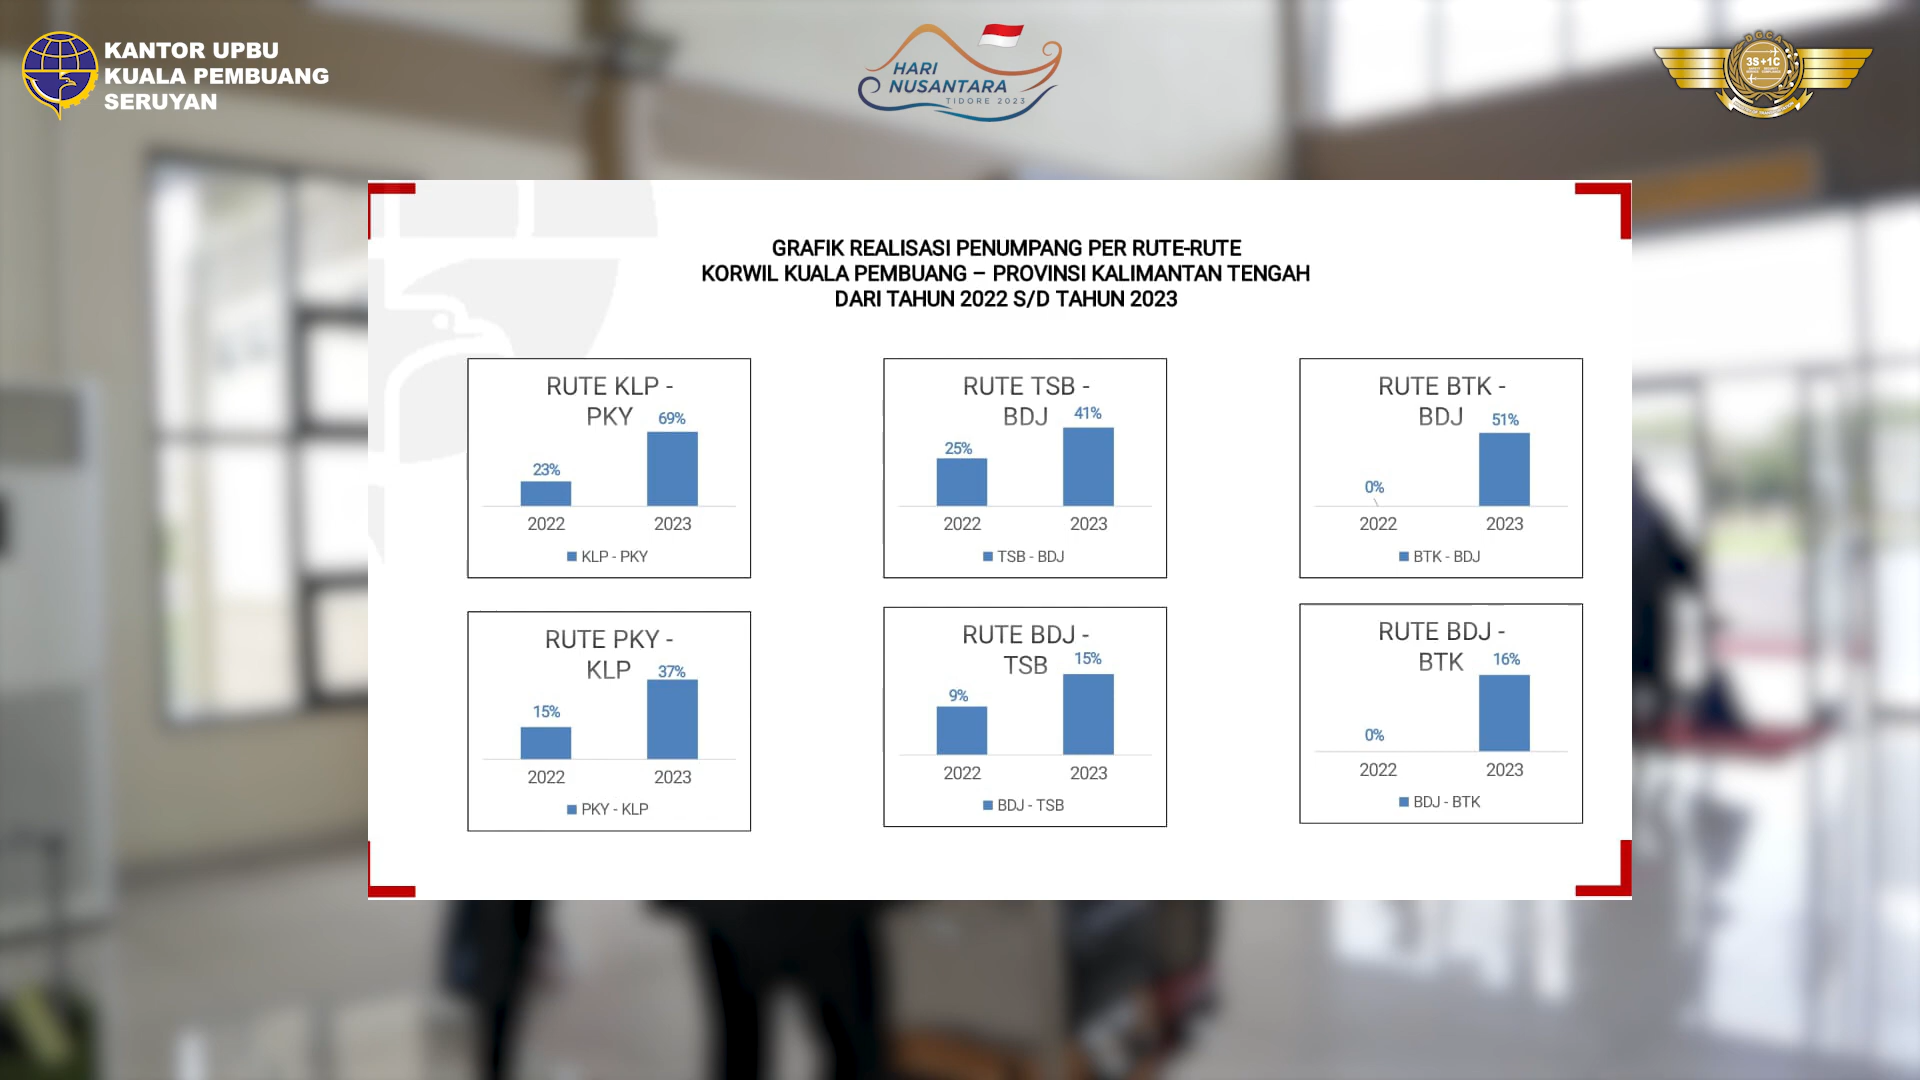 KANTOR UPBU
KUALA PEMBUANG
SERUYAN
HARI
NUSANTARA
TIDORE 2023
DGCA
3S+1C
GRAFIK REALISASI PENUMPANG PER RUTE-RUTE
KORWIL KUALA PEMBUANG – PROVINSI KALIMANTAN TENGAH
DARI TAHUN 2022 S/D TAHUN 2023
RUTE KLP -
PKY
69%
23%
2022
2023
KLP - PKY
RUTE TSB -
BDJ
41%
25%
2022
2023
TSB - BDJ
RUTE BTK -
BDJ
51%
0%
2022
2023
BTK - BDJ
RUTE PKY -
KLP
37%
15%
2022
2023
PKY - KLP
RUTE BDJ -
TSB
15%
9%
2022
2023
BDJ - TSB
RUTE BDJ -
BTK
16%
0%
2022
2023
BDJ - BTK